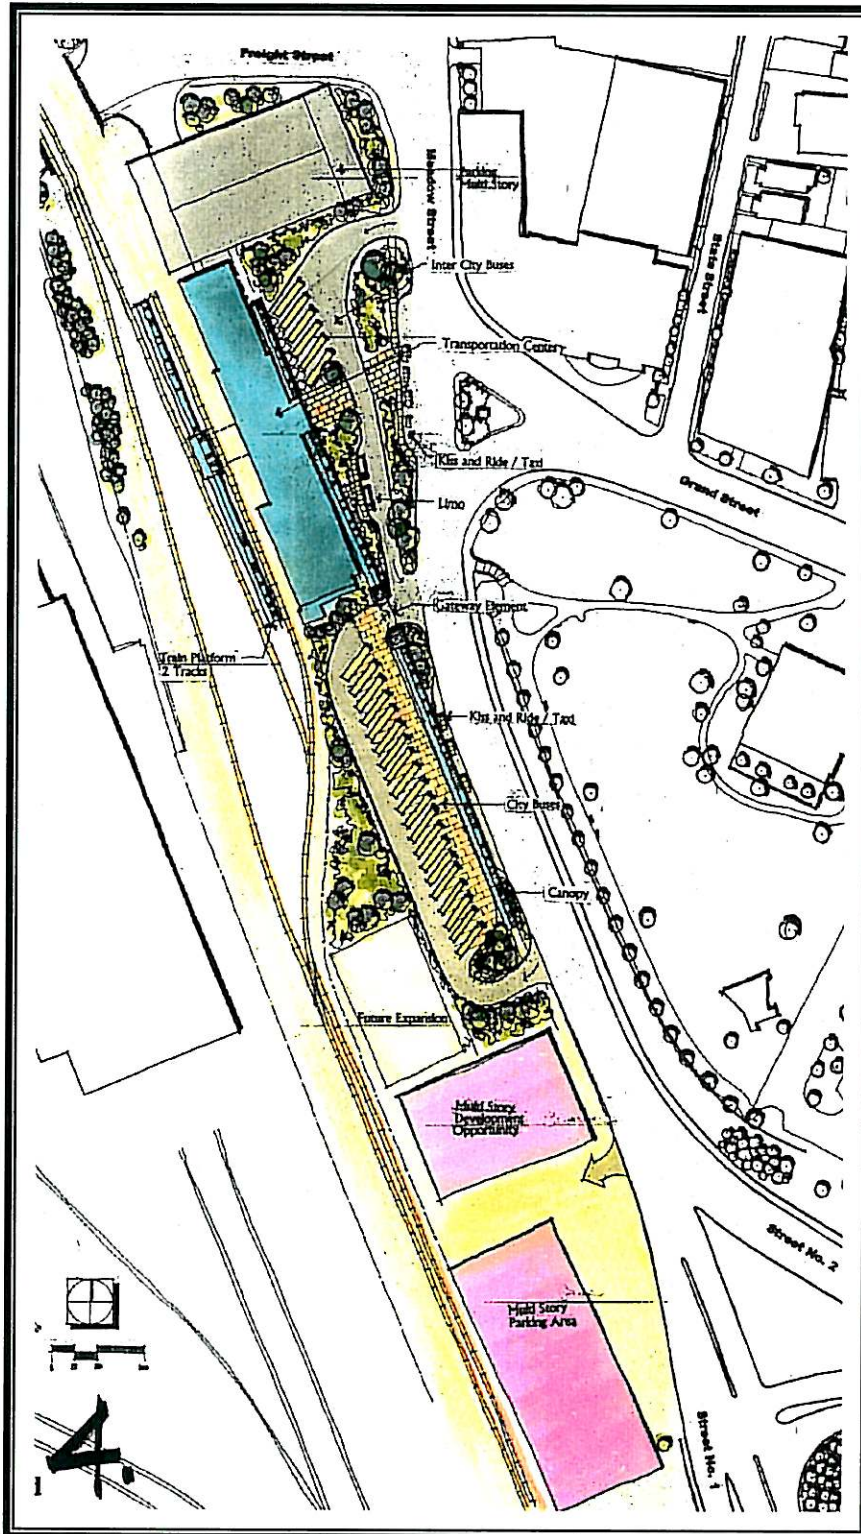 Freight Street
Meadow Street
Parking
Multi Story
State Street
Inter City Buses
Transportation Center
Kiss and Ride / Taxi
Grand Street
Limo
Gateway Element
Train Platform
2 Tracks
Kiss and Ride / Taxi
City Buses
Canopy
Future Expansion
Multi Story
Development
Opportunity
Street No. 2
Multi Story
Parking Area
Street No. 1